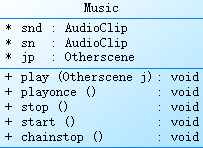 Music
* snd : AudioClip
* sn : AudioClip
* jp : Otherscene
+ play (Otherscene j) : void
+ playonce () : void
+ stop () : void
+ start () : void
+ chainstop () : void